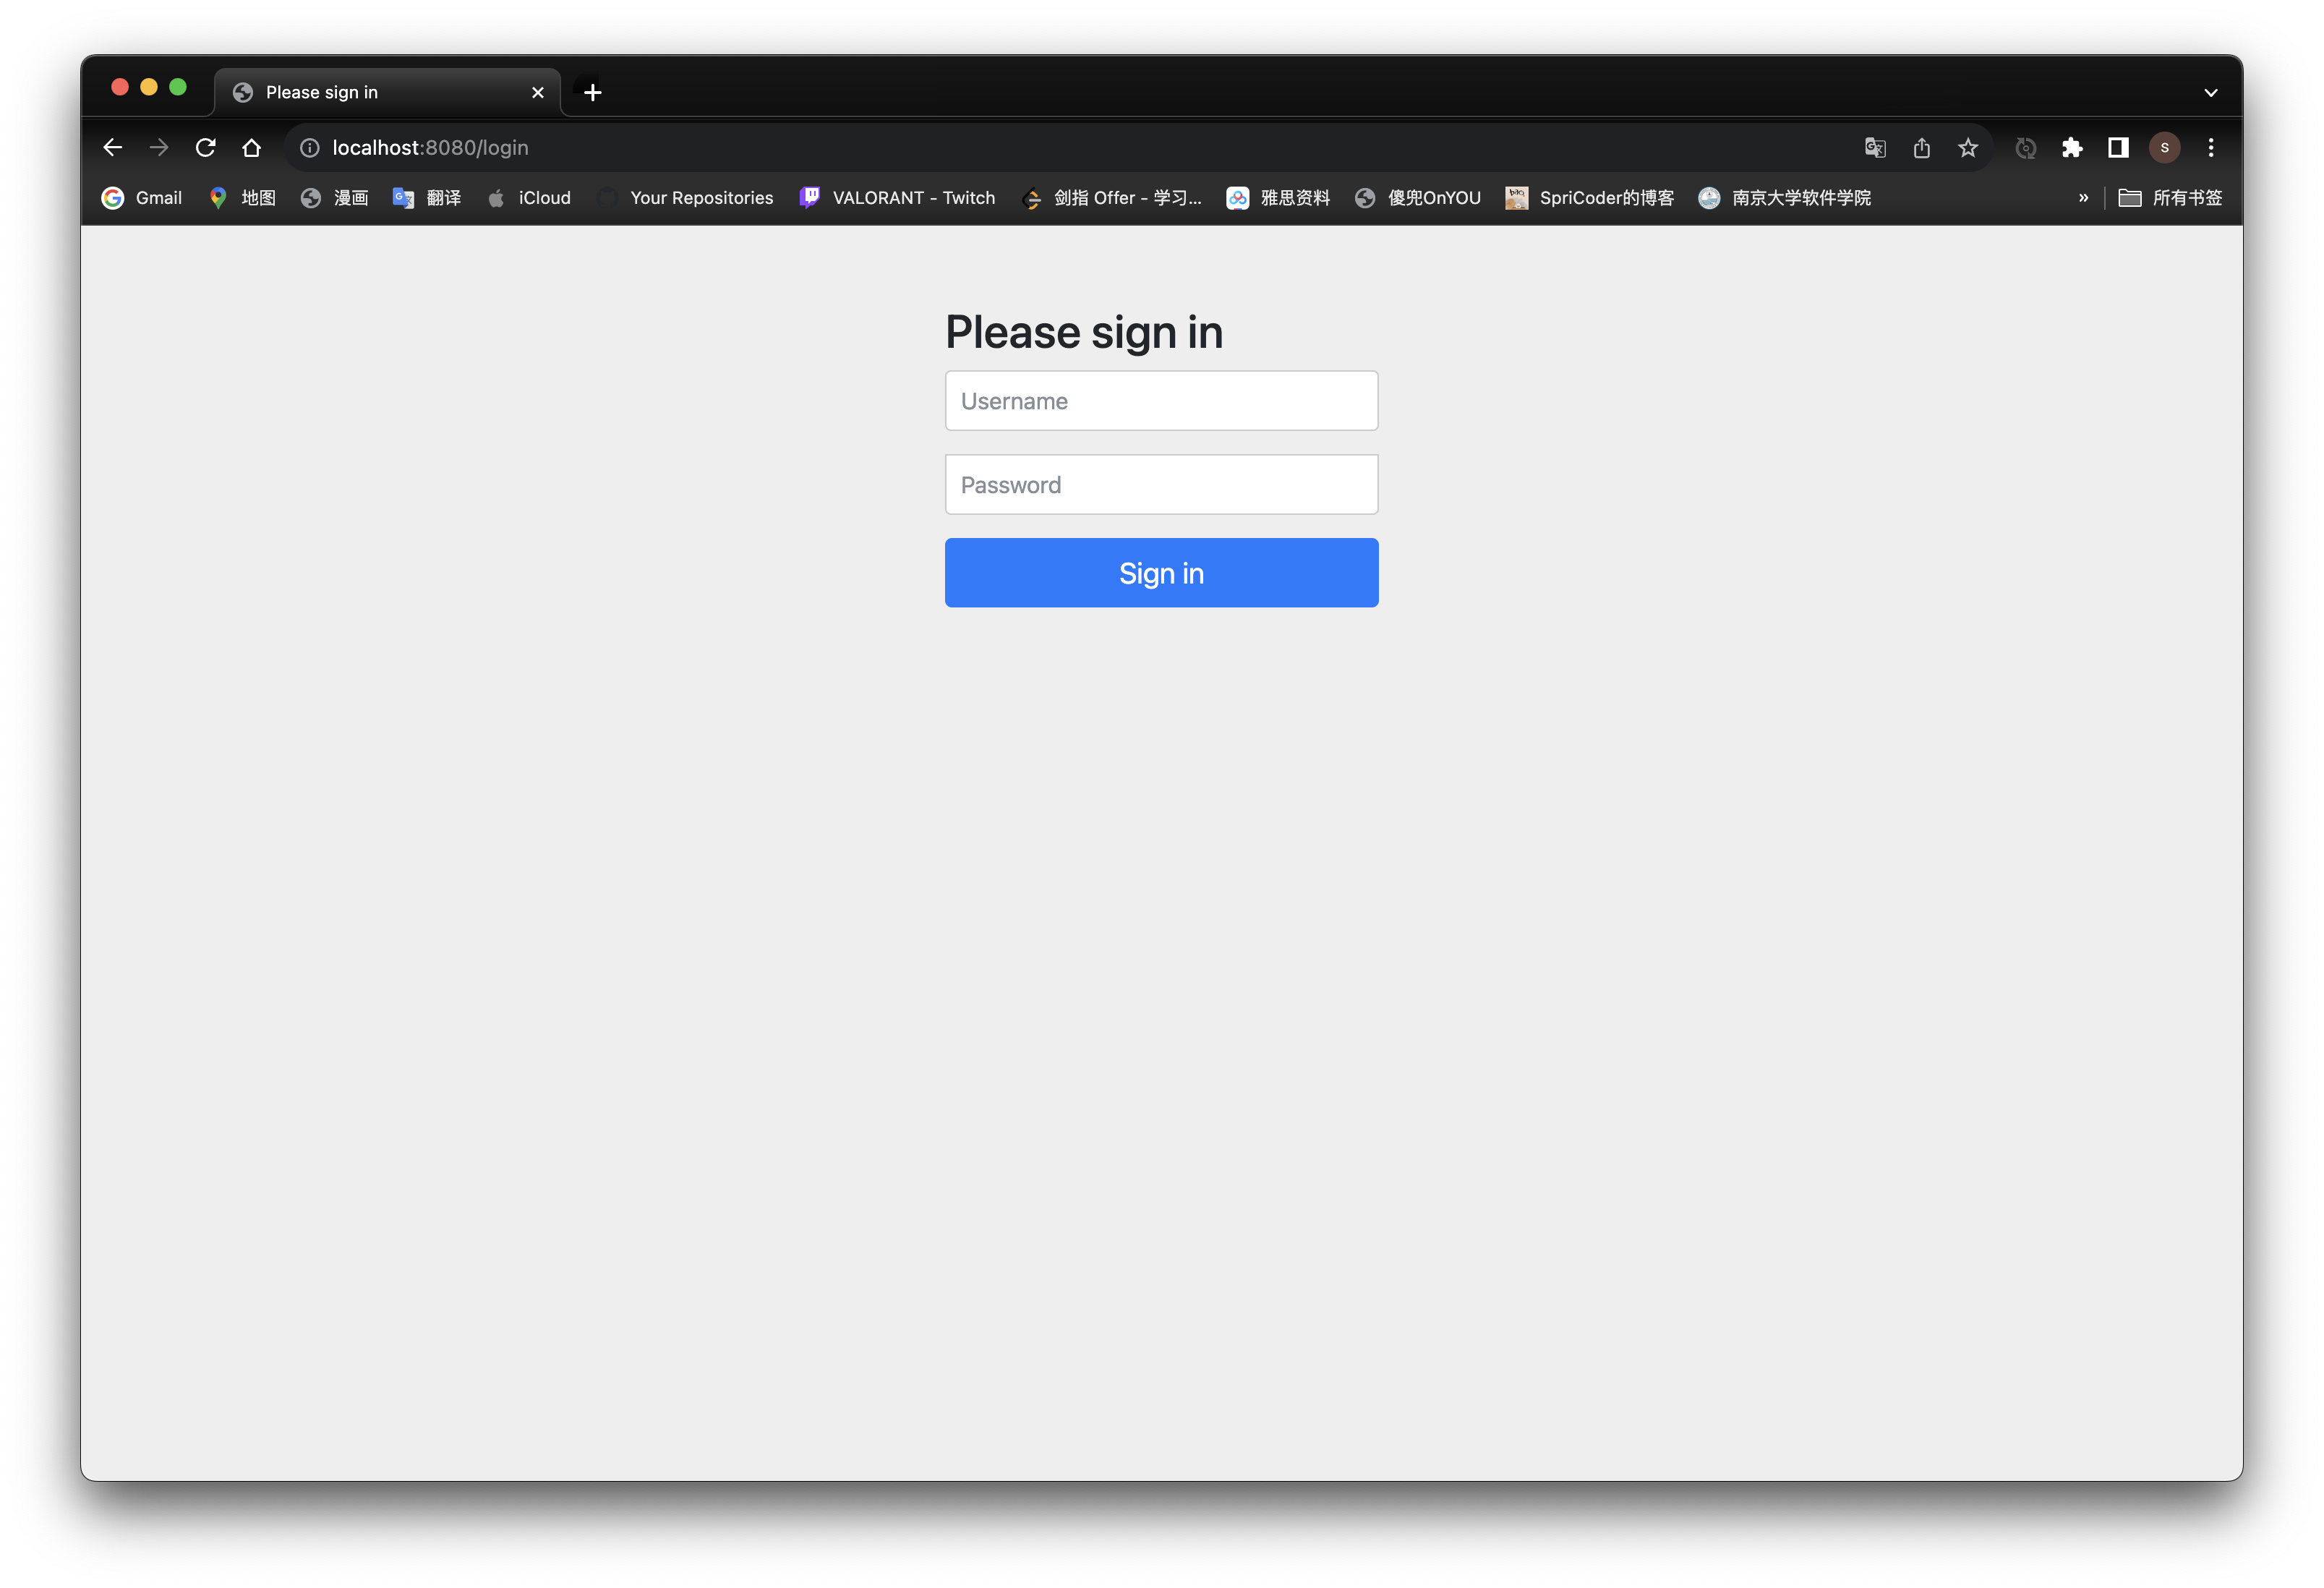 Please sign in
localhost:8080/login
S
Gmail 地图 漫画 翻译 iCloud Your Repositories VALORANT - Twitch 剑指 Offer - 学习... 雅思资料 傻兜OnYOU SpriCoder的博客 南京大学软件学院 » 所有书签
Please sign in
Username
Password
Sign in